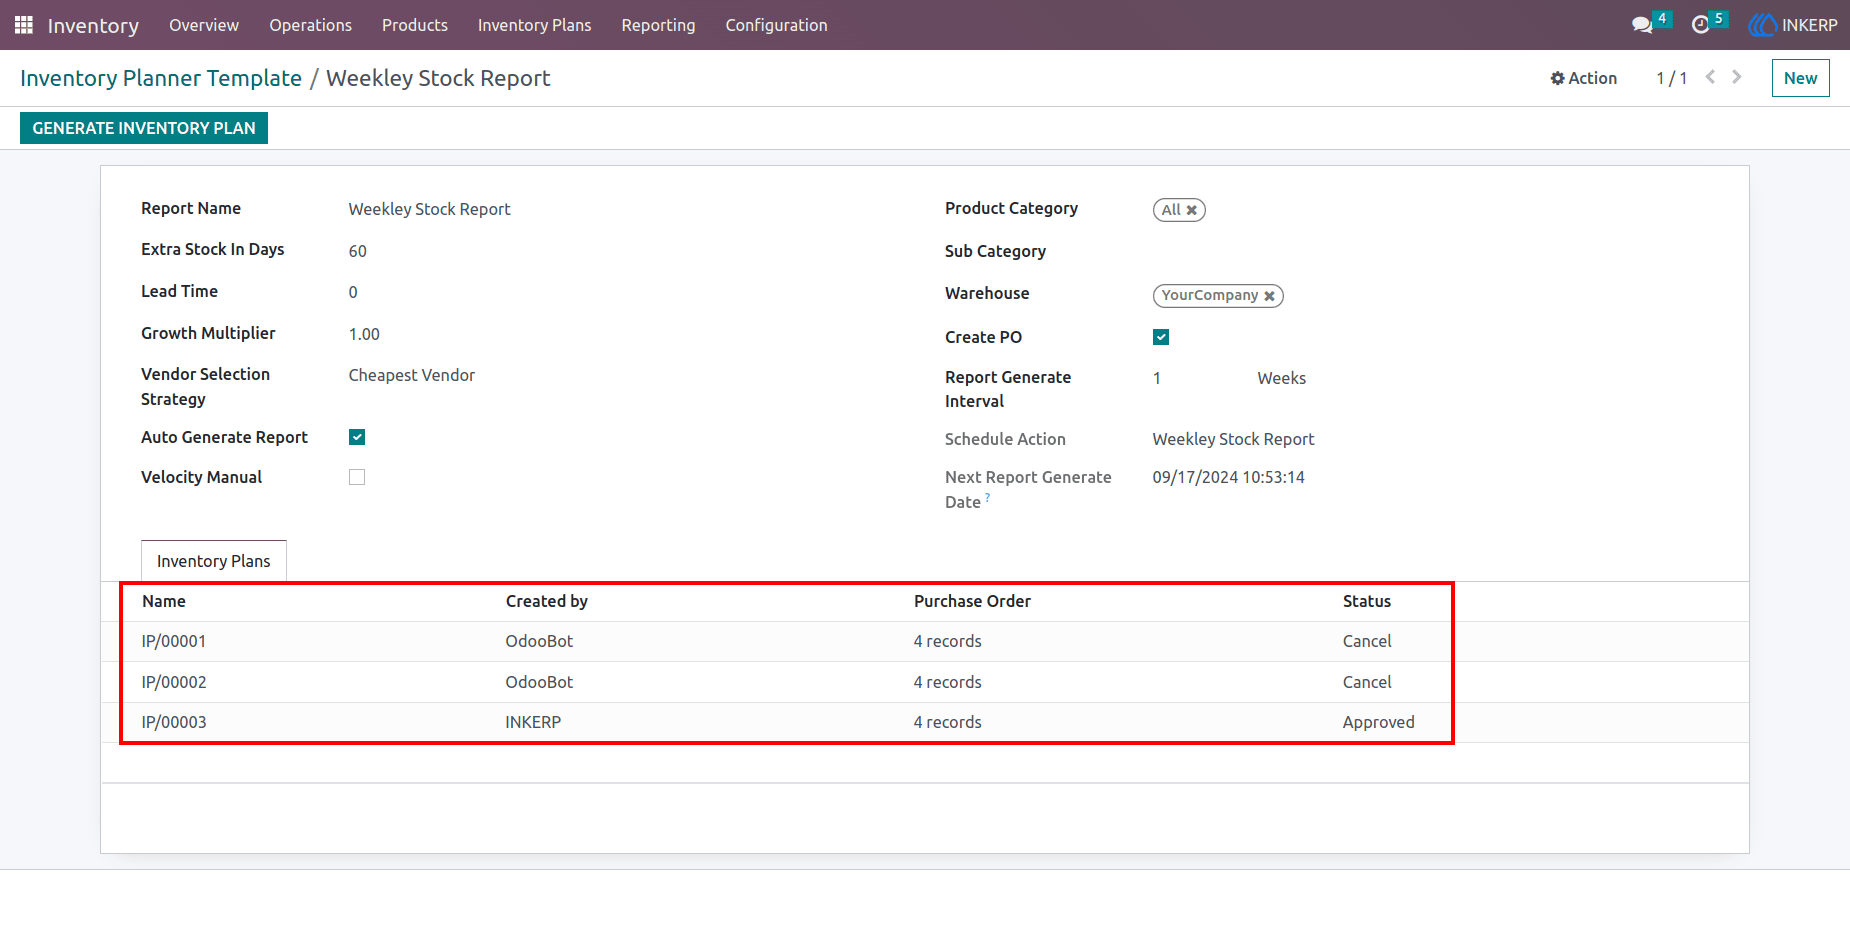 Inventory Overview Operations Products Inventory Plans Reporting Configuration 4 5 INKERP
Inventory Planner Template / Weekley Stock Report Action 1 / 1 New
GENERATE INVENTORY PLAN
Report Name Weekley Stock Report
Extra Stock In Days 60
Lead Time 0
Growth Multiplier 1.00
Vendor Selection Strategy Cheapest Vendor
Auto Generate Report
Velocity Manual
Product Category All
Sub Category
Warehouse YourCompany
Create PO
Report Generate Interval 1 Weeks
Schedule Action Weekley Stock Report
Next Report Generate Date ? 09/17/2024 10:53:14
Inventory Plans
Name Created by Purchase Order Status
IP/00001 OdooBot 4 records Cancel
IP/00002 OdooBot 4 records Cancel
IP/00003 INKERP 4 records Approved